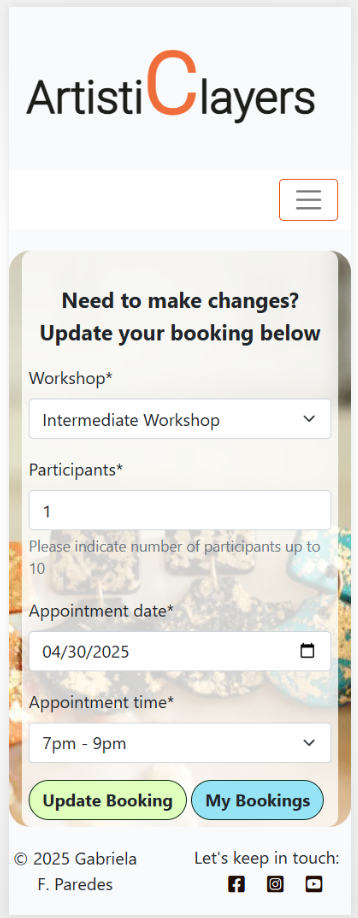 ArtistiClayers
Need to make changes?
Update your booking below
Workshop*
Intermediate Workshop
Participants*
1
Please indicate number of participants up to
10
Appointment date*
04/30/2025
Appointment time*
7pm - 9pm
Update Booking
My Bookings
© 2025 Gabriela
F. Paredes
Let's keep in touch: